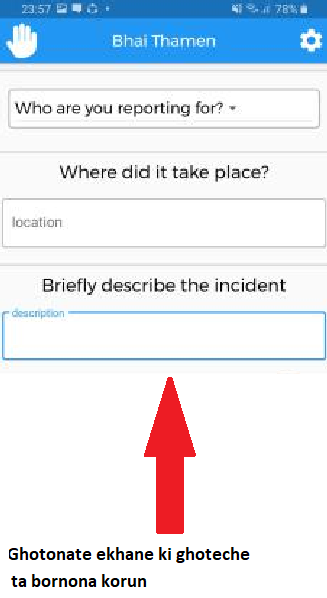 23:57 78%
Bhai Thamen
Who are you reporting for?
Where did it take place?
location
Briefly describe the incident
description
Ghotonate ekhane ki ghoteche
ta bornona korun